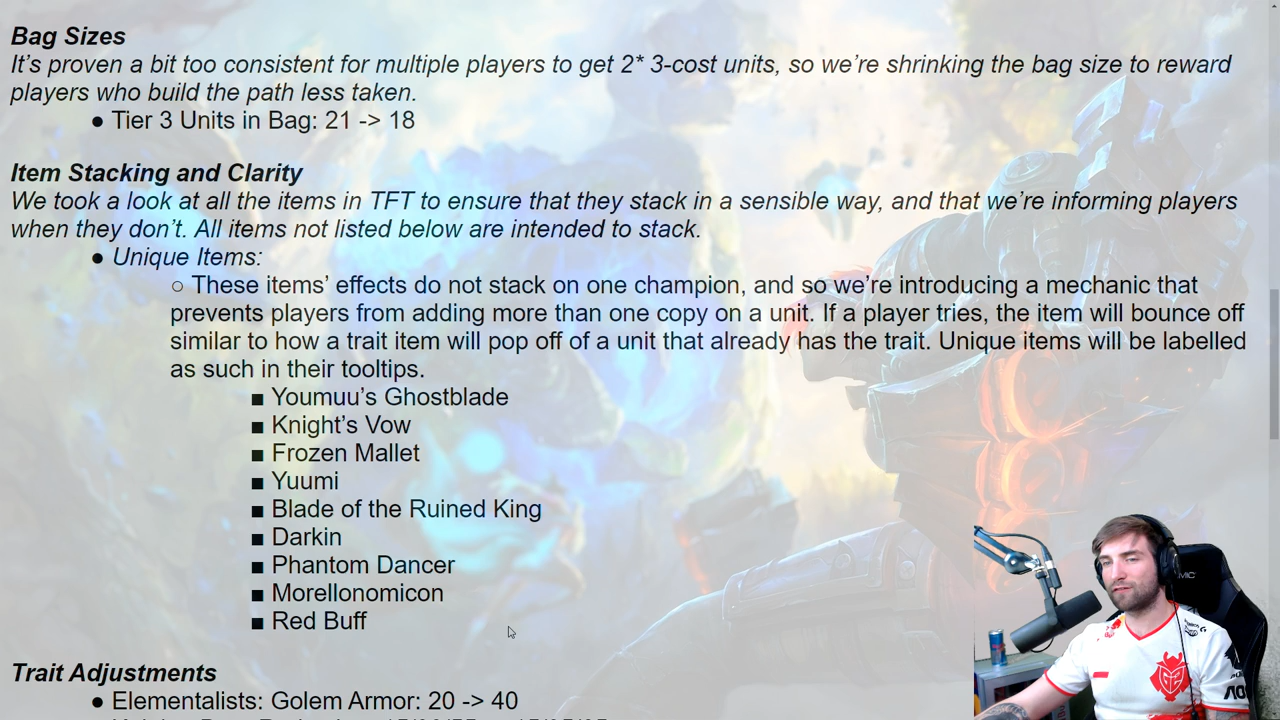 Bag Sizes
It's proven a bit too consistent for multiple players to get 2* 3-cost units, so we're shrinking the bag size to reward
players who build the path less taken.
● Tier 3 Units in Bag: 21 -> 18
Item Stacking and Clarity
We took a look at all the items in TFT to ensure that they stack in a sensible way, and that we're informing players
when they don't. All items not listed below are intended to stack.
● Unique Items:
○ These items' effects do not stack on one champion, and so we're introducing a mechanic that
prevents players from adding more than one copy on a unit. If a player tries, the item will bounce off
similar to how a trait item will pop off of a unit that already has the trait. Unique items will be labelled
as such in their tooltips.
■ Youmuu's Ghostblade
■ Knight's Vow
■ Frozen Mallet
■ Yuumi
■ Blade of the Ruined King
■ Darkin
■ Phantom Dancer
■ Morellonomicon
■ Red Buff
Trait Adjustments
● Elementalists: Golem Armor: 20 -> 40